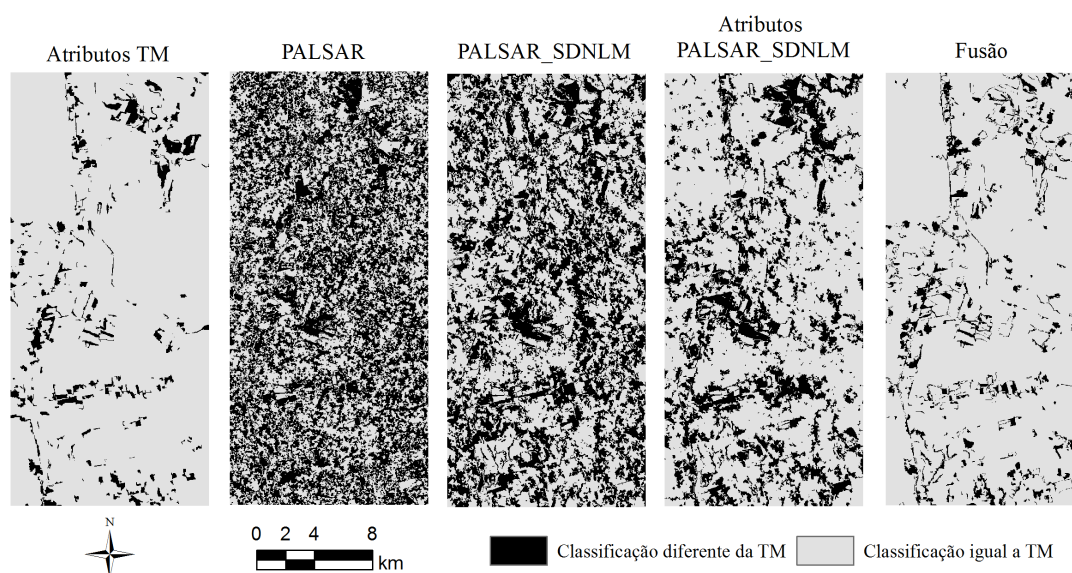 Atributos TM
PALSAR
PALSAR_SDNLM
Atributos
PALSAR_SDNLM
Fusão
N
0 2 4 8
km
Classificação diferente da TM
Classificação igual a TM